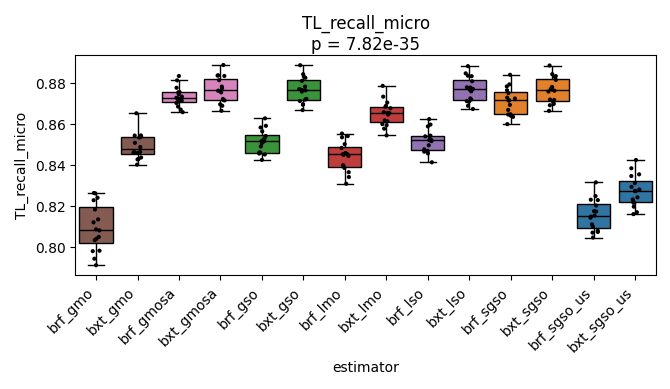 TL_recall_micro
p = 7.82e-35
TL_recall_micro
0.88
0.86
0.84
0.82
0.80
brf_gmo
bxt_gmo
brf_gmosa
bxt_gmosa
brf_gso
bxt_gso
brf_lmo
bxt_lmo
brf_lso
bxt_lso
brf_sgso
bxt_sgso
brf_sgso_us
bxt_sgso_us
estimator